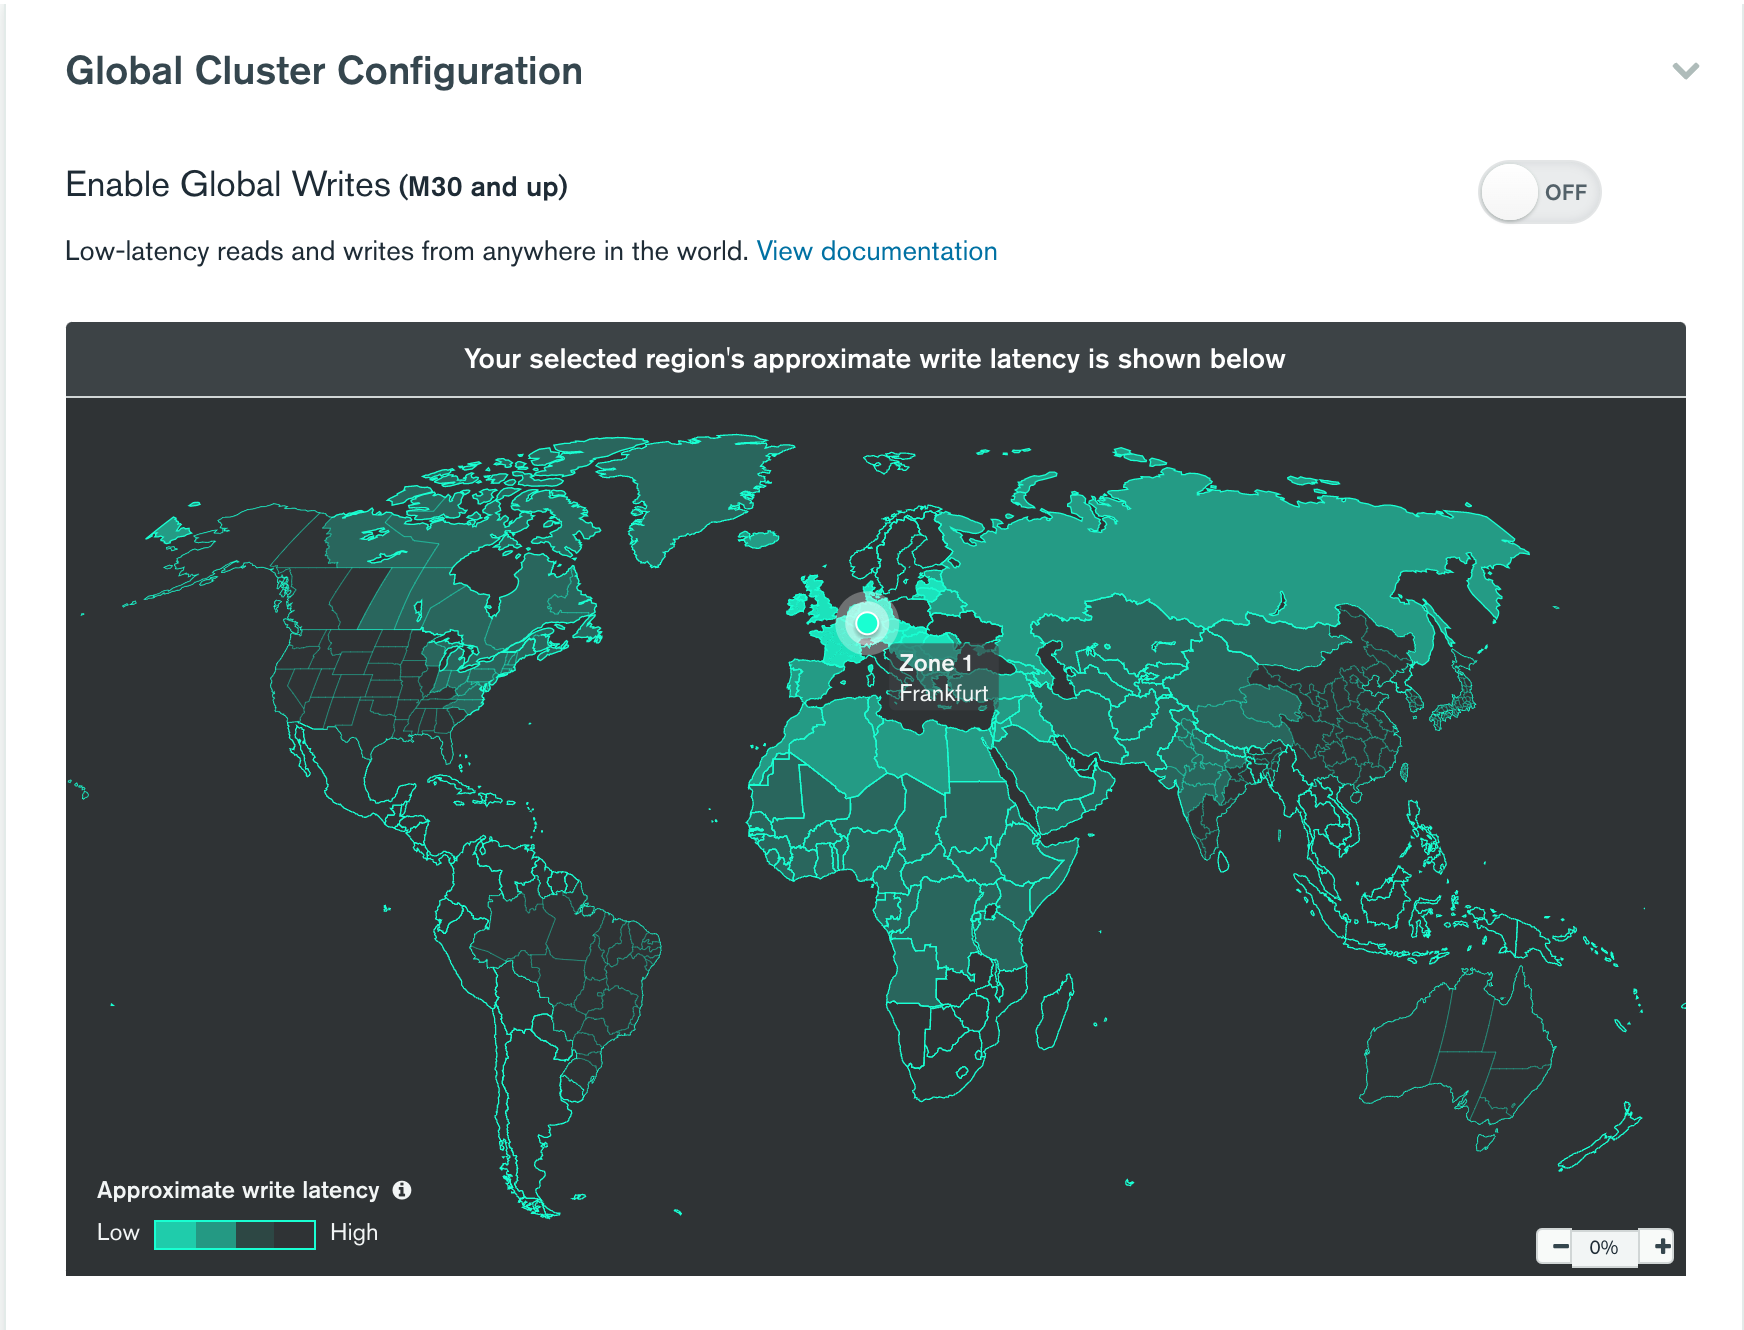 Global Cluster Configuration
Enable Global Writes (M30 and up)
OFF
Low-latency reads and writes from anywhere in the world. View documentation
Your selected region's approximate write latency is shown below
Zone 1
Frankfurt
Approximate write latency
Low
High
0%